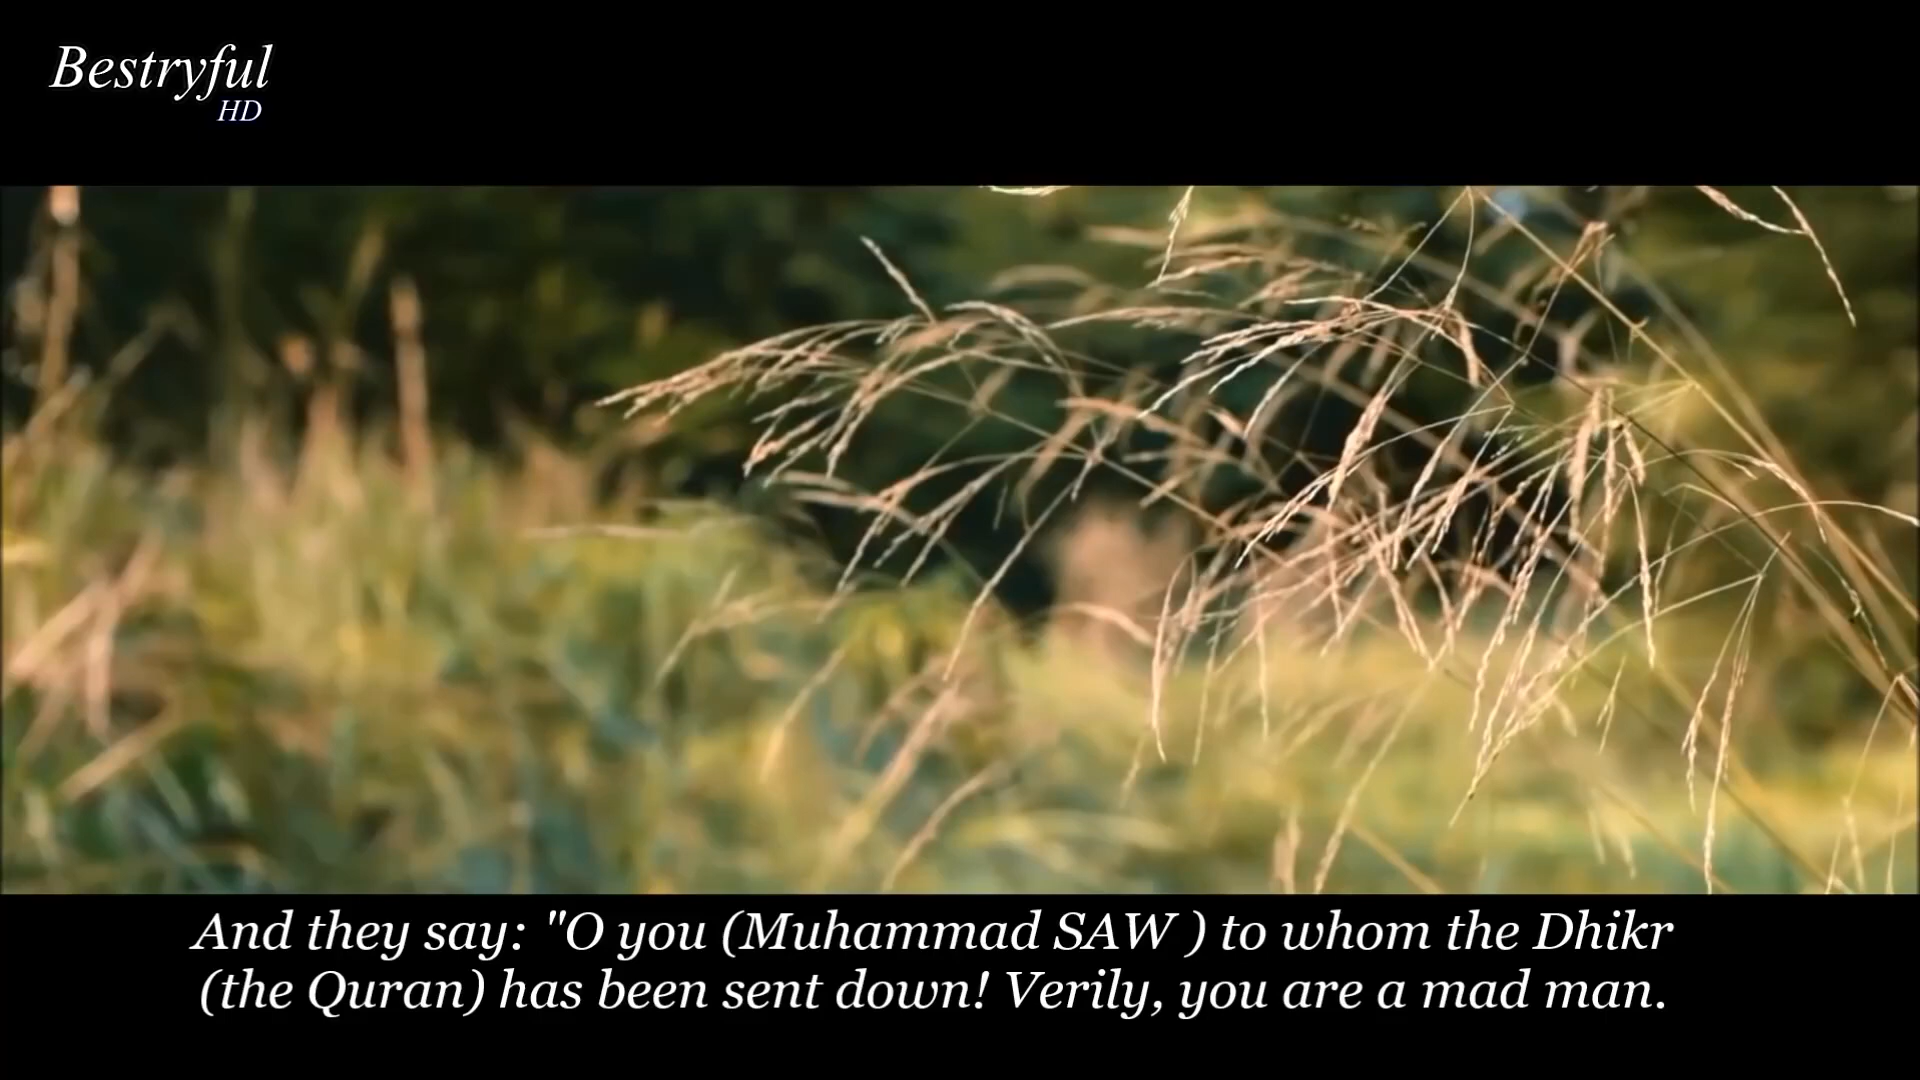 Bestryful
HD
And they say: "O you (Muhammad SAW ) to whom the Dhikr
(the Quran) has been sent down! Verily, you are a mad man.